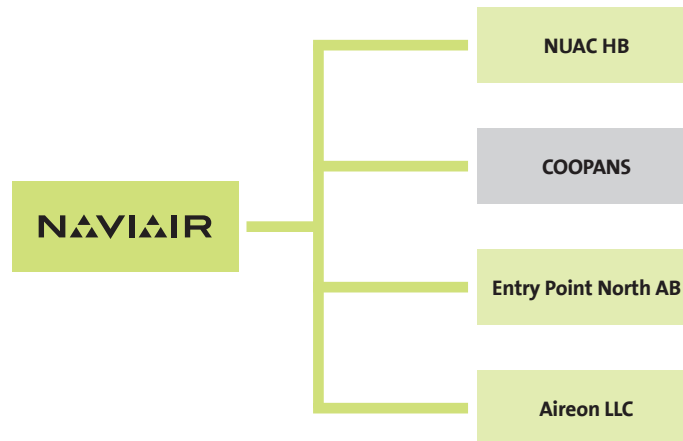 NAVIAIR
NUAC HB
COOPANS
Entry Point North AB
Aireon LLC